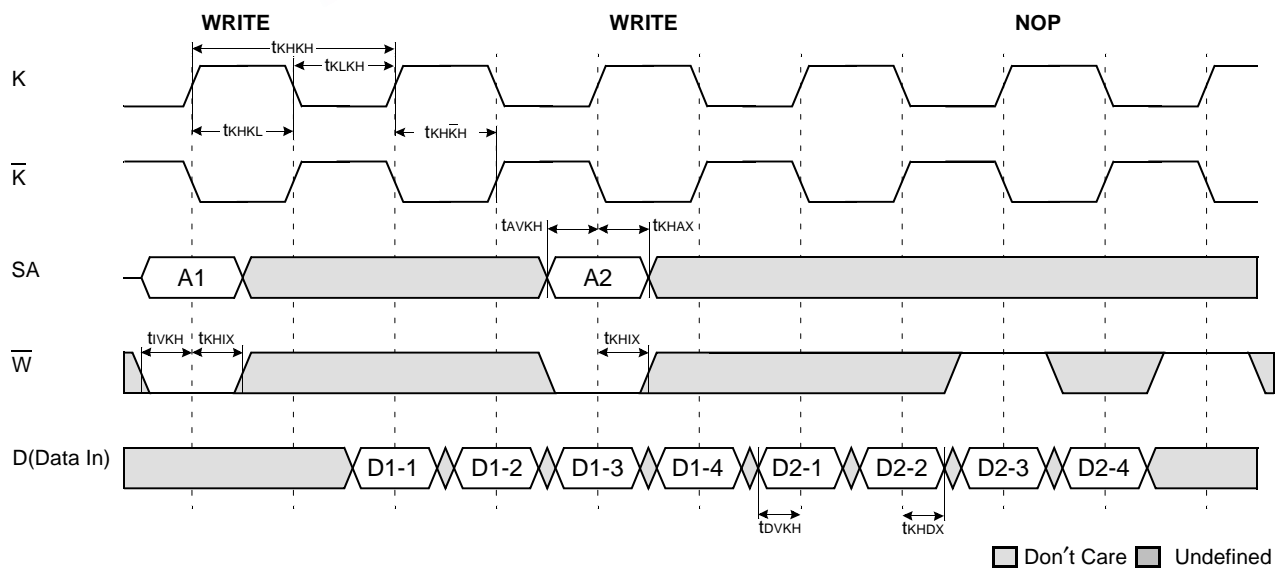 WRITE WRITE NOP
tKHKH
K tKLKH
tKHKL tKHK̅H
K̅
tAVKH tKHAX
SA A1 A2
tIVKH tKHIX tKHIX
W̅
D(Data In) D1-1 D1-2 D1-3 D1-4 D2-1 D2-2 D2-3 D2-4
tDVKH tKHDX
Don′t Care Undefined